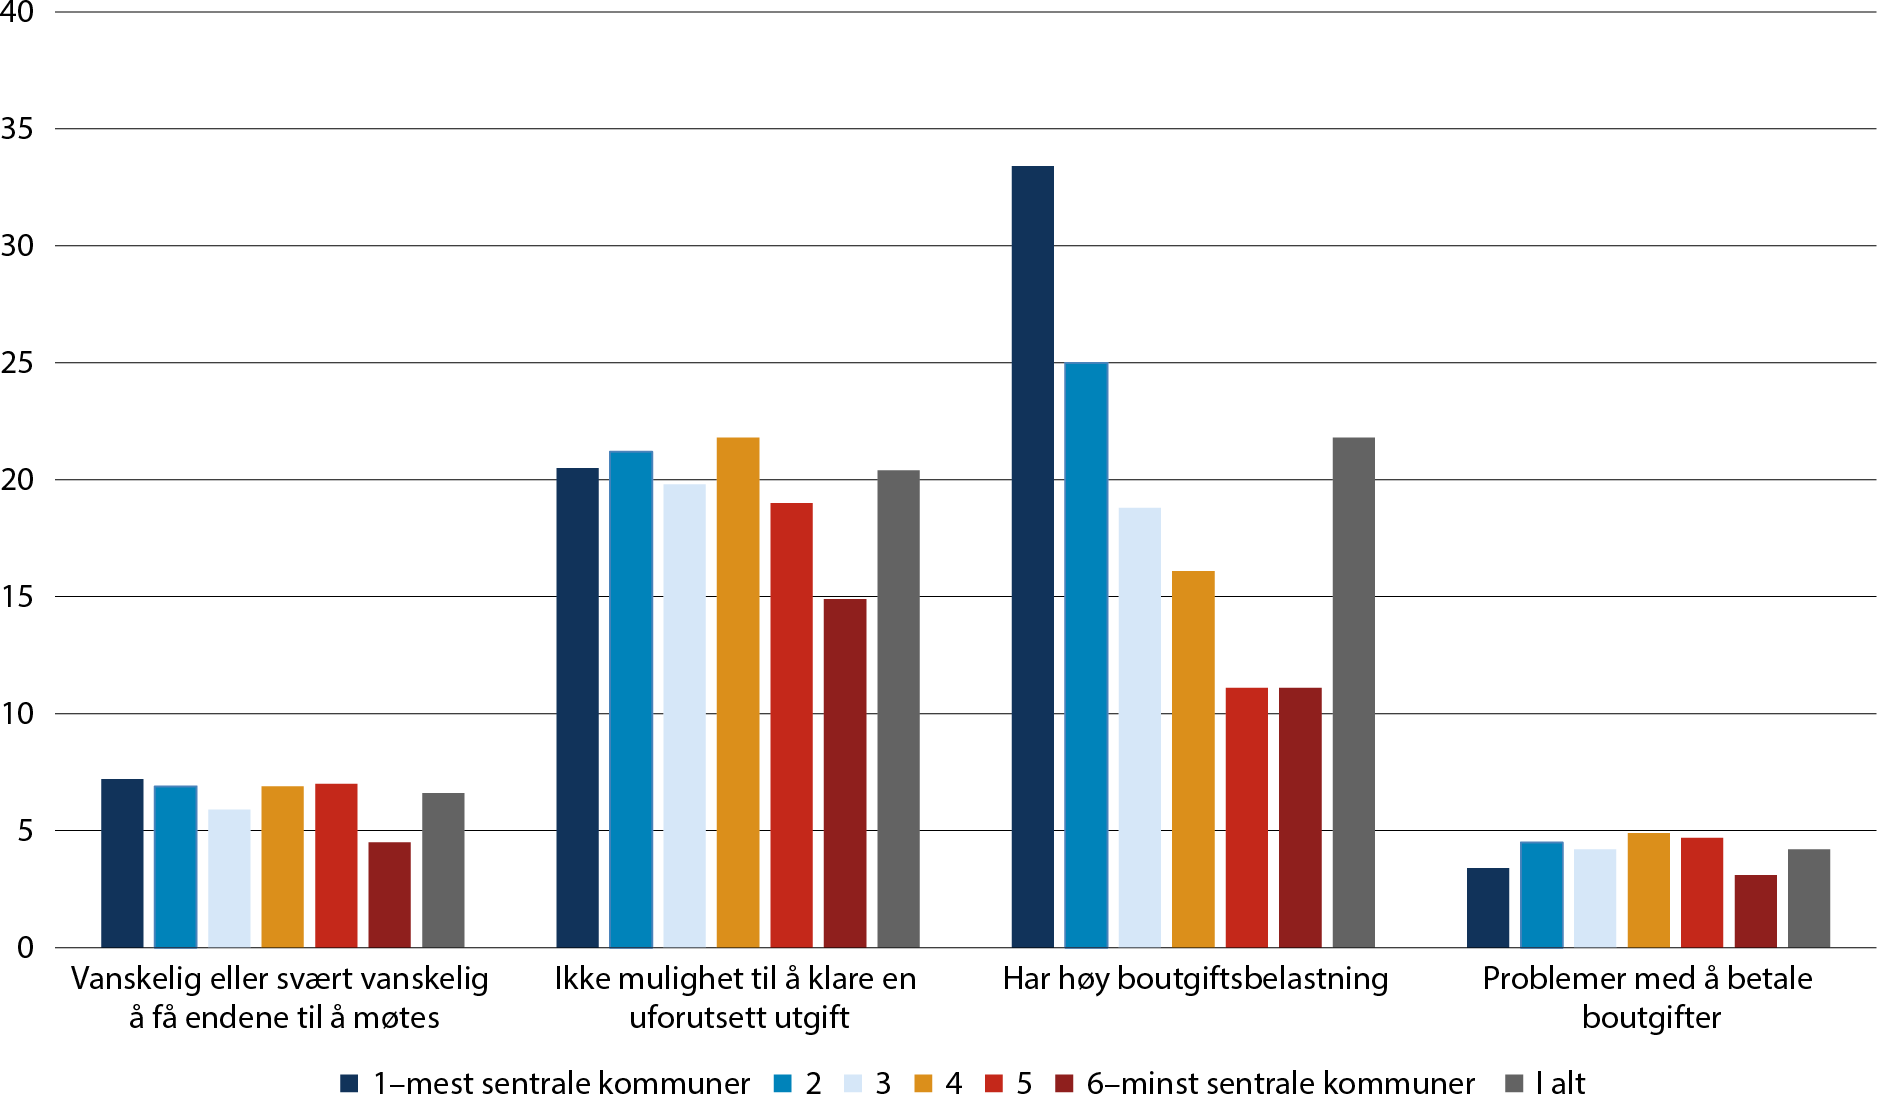 40
35
30
25
20
15
10
5
0
Vanskelig eller svært vanskelig
å få endene til å møtes
Ikke mulighet til å klare en
uforutsett utgift
Har høy boutgiftsbelastning
Problemer med å betale
boutgifter
1–mest sentrale kommuner 2 3 4 5 6–minst sentrale kommuner I alt